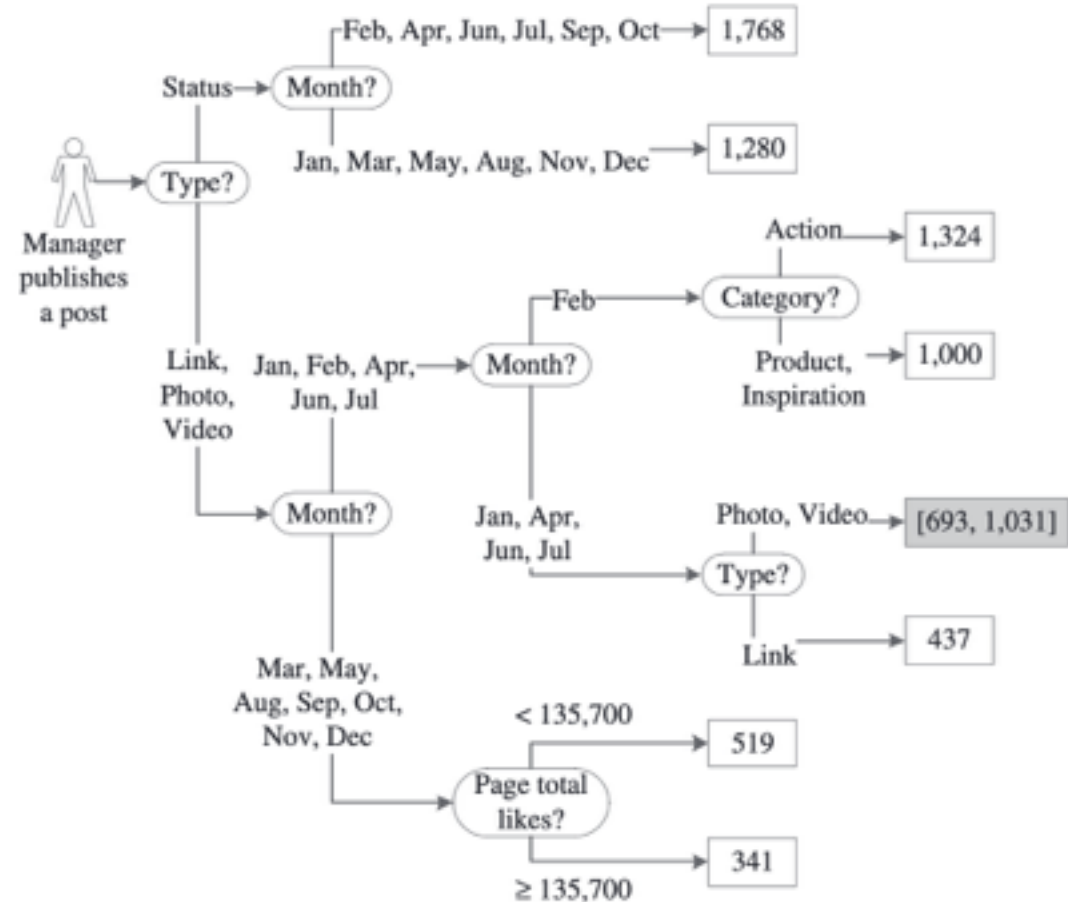 Feb, Apr, Jun, Jul, Sep, Oct
1,768
Status
Month?
Jan, Mar, May, Aug, Nov, Dec
1,280
Type?
Manager
publishes
a post
Action
1,324
Feb
Category?
Link,
Photo,
Video
Jan, Feb, Apr,
Jun, Jul
Month?
Product,
Inspiration
1,000
Month?
Jan, Apr,
Jun, Jul
Photo, Video
[693, 1,031]
Type?
Link
437
Mar, May,
Aug, Sep, Oct,
Nov, Dec
< 135,700
519
Page total
likes?
341
≥ 135,700